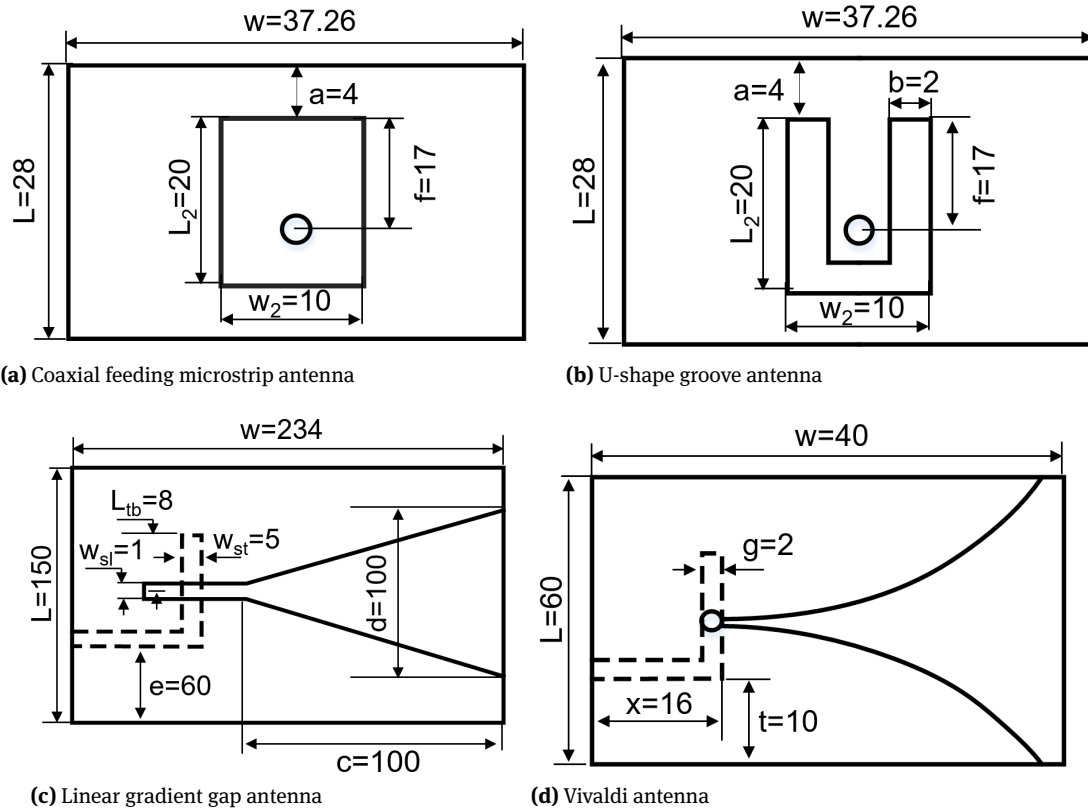 w=37.26
a=4
L=28
L₂=20
f=17
w₂=10
(a) Coaxial feeding microstrip antenna
w=37.26
b=2
a=4
L=28
L₂=20
f=17
w₂=10
(b) U-shape groove antenna
w=234
Ltb=8
wst=5
wsl=1
L=150
d=100
e=60
c=100
(c) Linear gradient gap antenna
w=40
g=2
L=60
x=16
t=10
(d) Vivaldi antenna